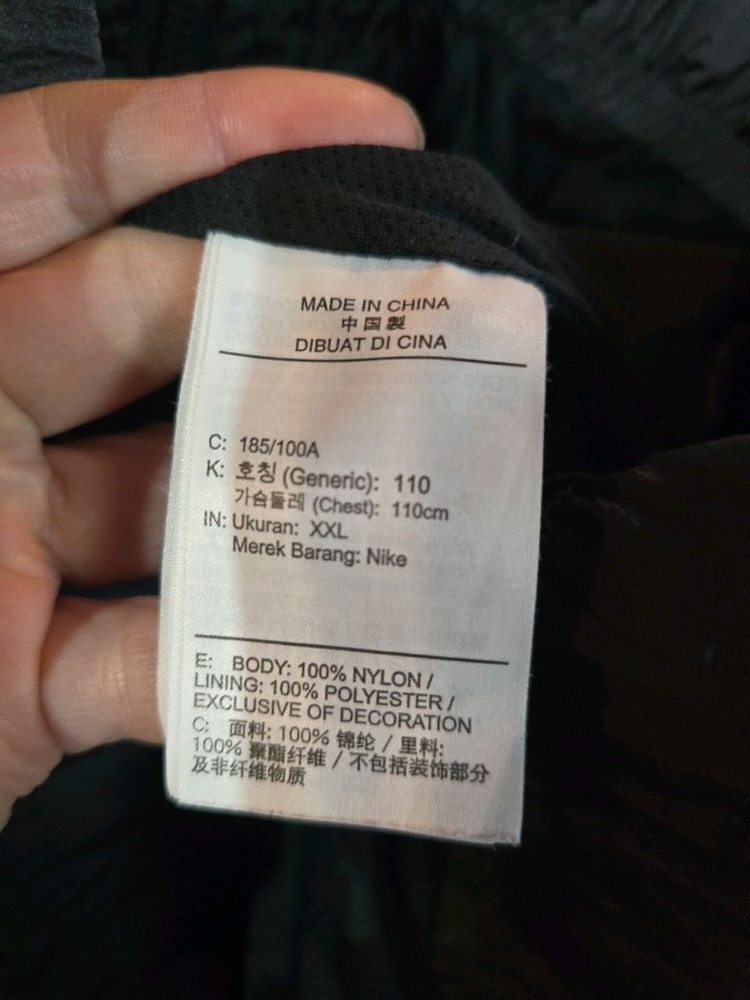 MADE IN CHINA
中国製
DIBUAT DI CINA
C: 185/100A
K: 호칭 (Generic): 110
가슴둘레 (Chest): 110cm
IN: Ukuran: XXL
Merek Barang: Nike
E: BODY: 100% NYLON /
LINING: 100% POLYESTER /
EXCLUSIVE OF DECORATION
C: 面料: 100% 锦纶 / 里料:
100% 聚酯纤维 / 不包括装饰部分
及非纤维物质